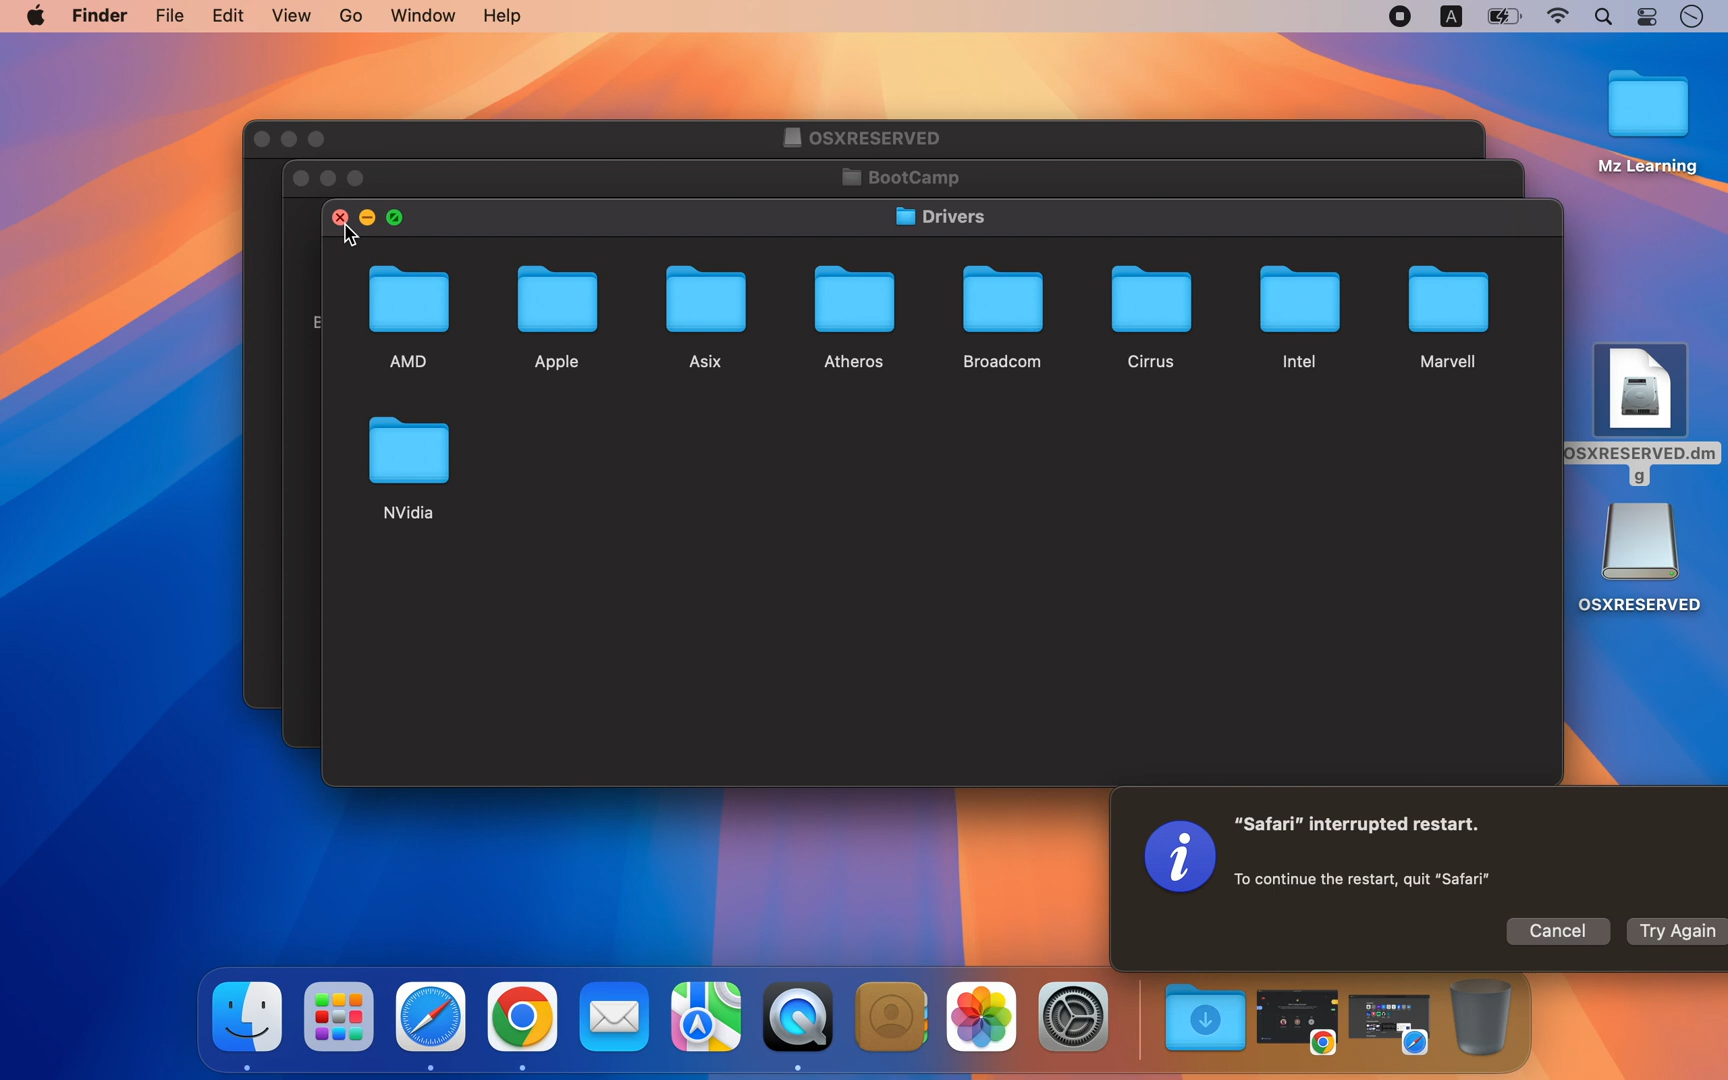 Finder File Edit View Go Window Help A
Mz Learning
OSXRESERVED
BootCamp
Drivers
AMD Apple Asix Atheros Broadcom Cirrus Intel Marvell
NVidia
OSXRESERVED.dm
g
OSXRESERVED
“Safari” interrupted restart.
To continue the restart, quit “Safari”
Cancel Try Again